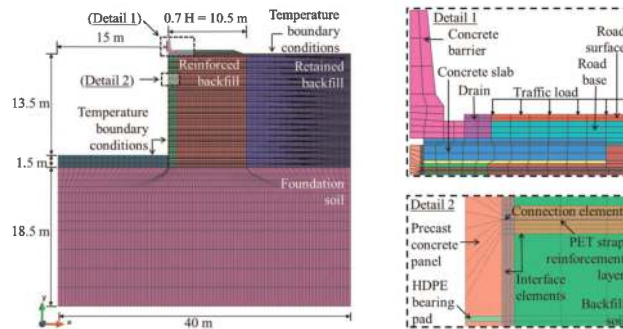 (Detail 1)
0.7 H = 10.5 m
Temperature
boundary
conditions
15 m
Reinforced
backfill
Retained
backfill
(Detail 2)
13.5 m
Temperature
boundary
conditions
1.5 m
Foundation
soil
18.5 m
y
x
40 m
Detail 1
Concrete
barrier
Road
surface
Road
base
Concrete slab
Drain
Traffic load
Detail 2
Connection element
Precast
concrete
panel
PET strap
reinforcement
layer
Interface
elements
HDPE
bearing
pad
Backfill
soil